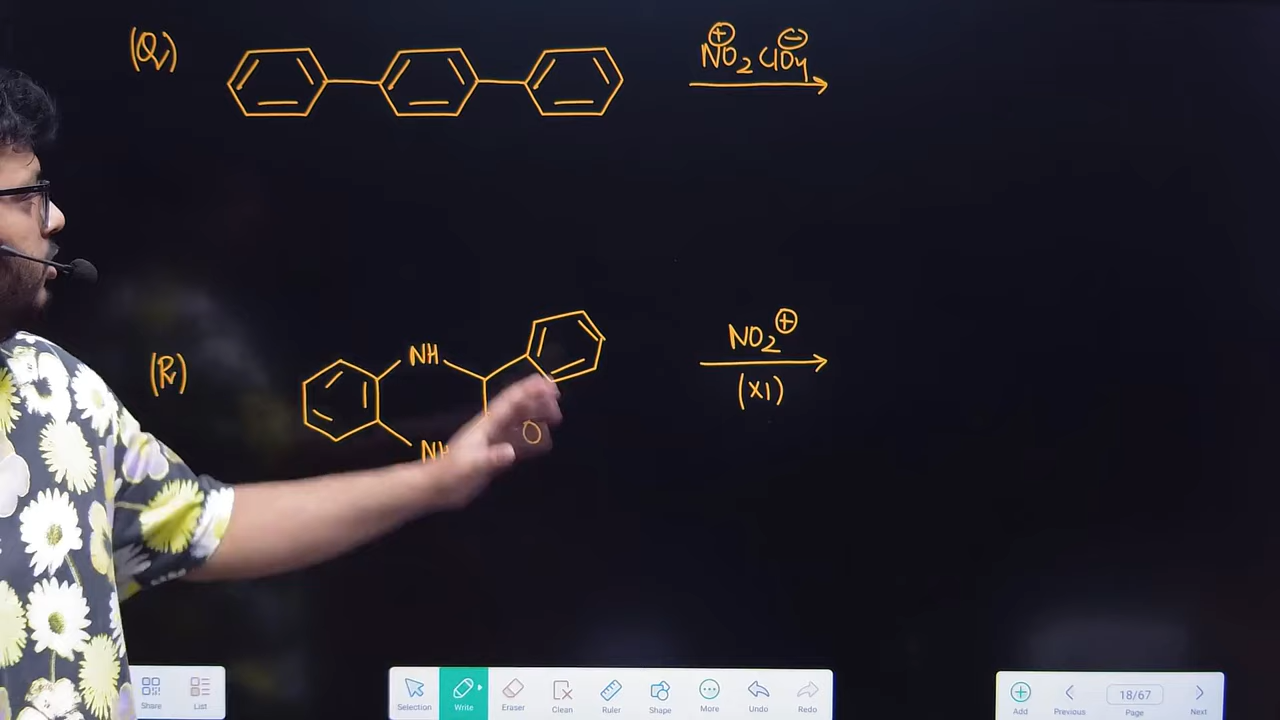 (Q)
NO₂⁺ ClO₄⁻
NO₂⁺
(R)
NH
(X1)
O
NH
Share
List
Selection
Write
Eraser
Clean
Ruler
Shape
More
Undo
Redo
Add
Previous
18/67
Page
Next